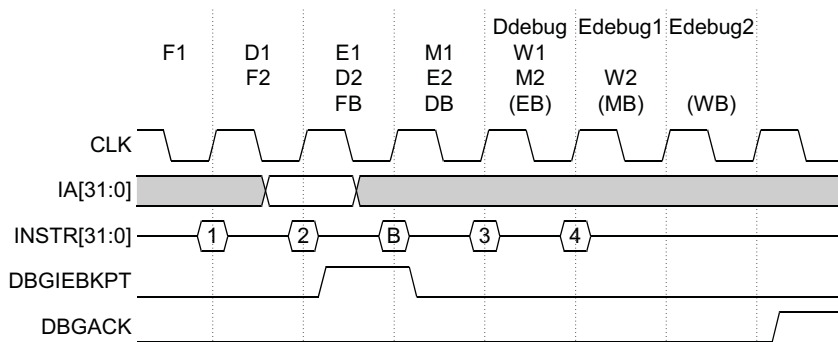 Ddebug Edebug1 Edebug2
F1 D1 E1 M1 W1
F2 D2 E2 M2 W2
FB DB (EB) (MB) (WB)
CLK
IA[31:0]
INSTR[31:0] 1 2 B 3 4
DBGIEBKPT
DBGACK